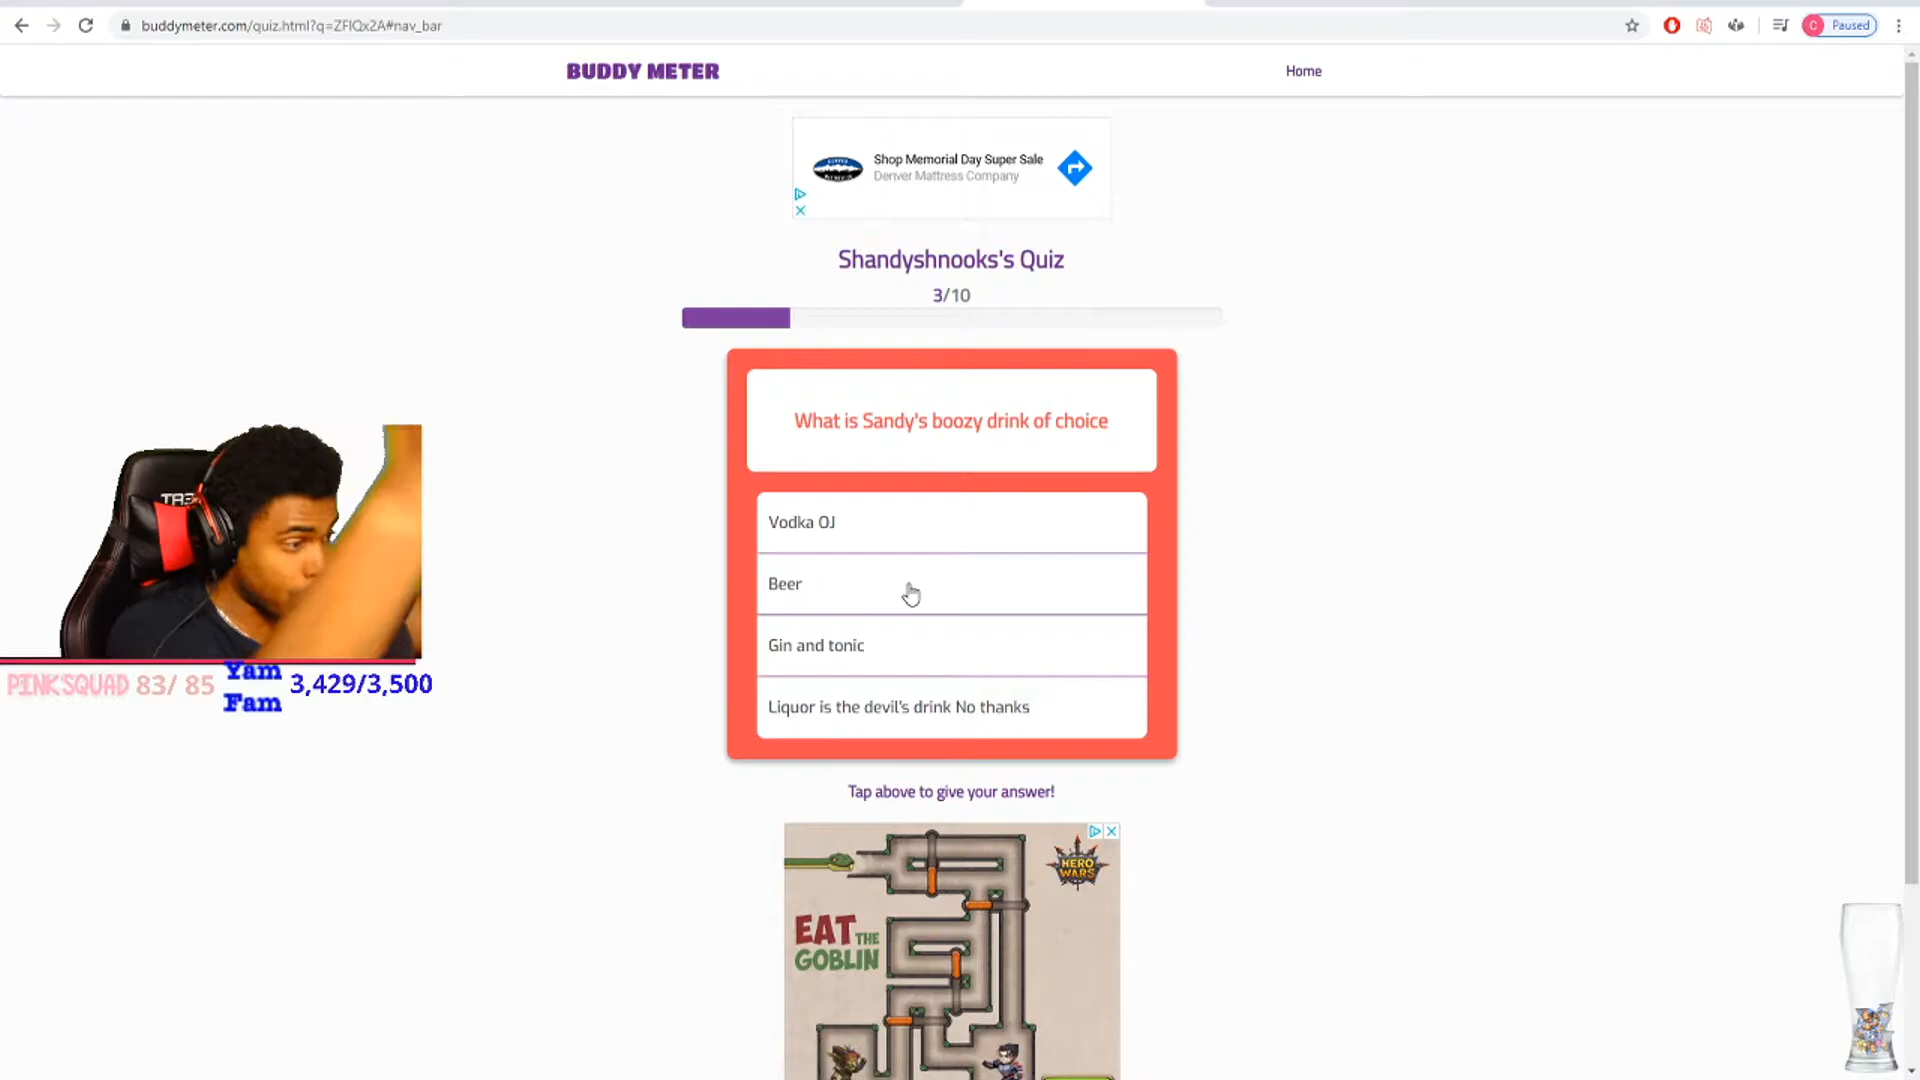 buddymeter.com/quiz.html?q=ZFlQx2A#nav_bar
C Paused
BUDDY METER
Home
Shop Memorial Day Super Sale
Denver Mattress Company
Shandyshnooks's Quiz
3/10
What is Sandy's boozy drink of choice
Vodka OJ
Beer
Gin and tonic
Liquor is the devil's drink No thanks
Tap above to give your answer!
PINKSQUAD 83/ 85
Yam Fam 3,429/3,500
HERO WARS
EAT THE
GOBLIN